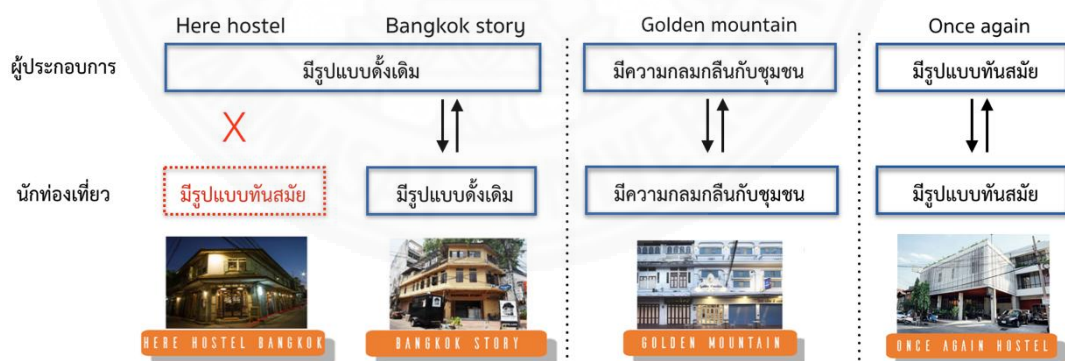 Here hostel Bangkok story Golden mountain Once again
ผู้ประกอบการ มีรูปแบบดั้งเดิม มีความกลมกลืนกับชุมชน มีรูปแบบทันสมัย
X
นักท่องเที่ยว มีรูปแบบทันสมัย มีรูปแบบดั้งเดิม มีความกลมกลืนกับชุมชน มีรูปแบบทันสมัย
HERE HOSTEL BANGKOK BANGKOK STORY GOLDEN MOUNTAIN ONCE AGAIN HOSTEL